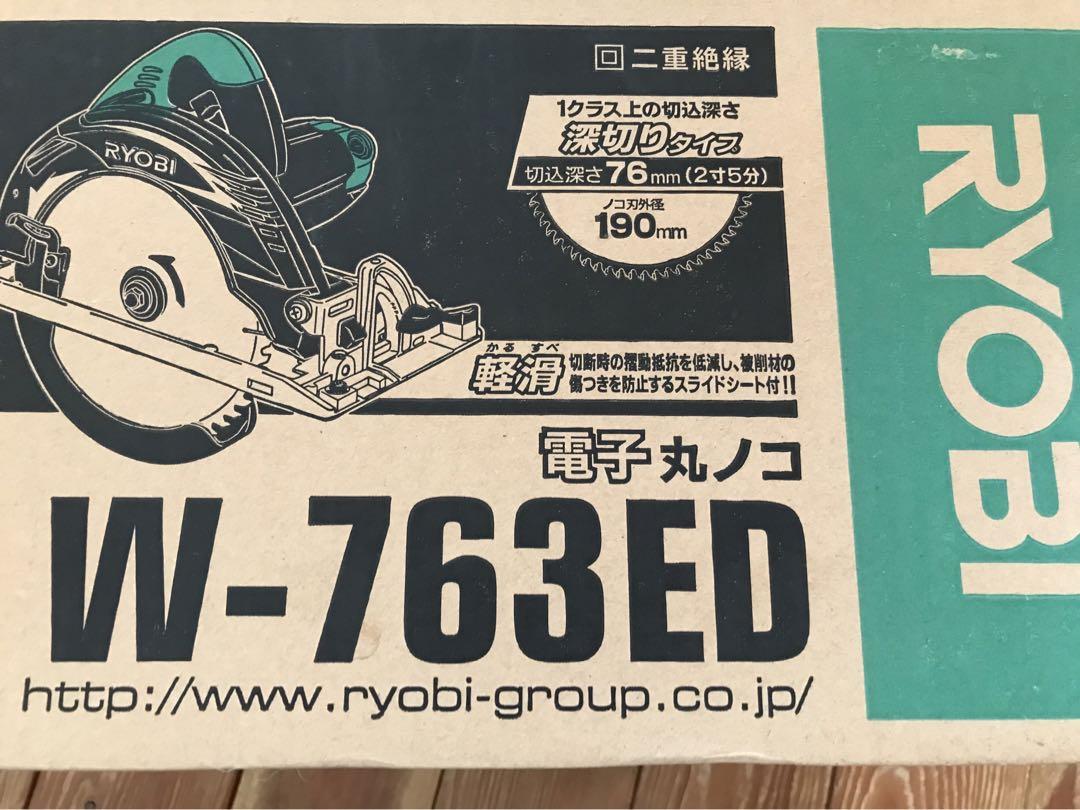 回 二重絶縁
1クラス上の切込深さ
深切りタイプ
切込深さ76mm(2寸5分)
ノコ刃外径
190mm
RYOBI
かる すべ
軽滑
切断時の摺動抵抗を低減し、被削材の
傷つきを防止するスライドシート付!!
電子 丸ノコ
W-763ED
http://www.ryobi-group.co.jp/
RYOBI